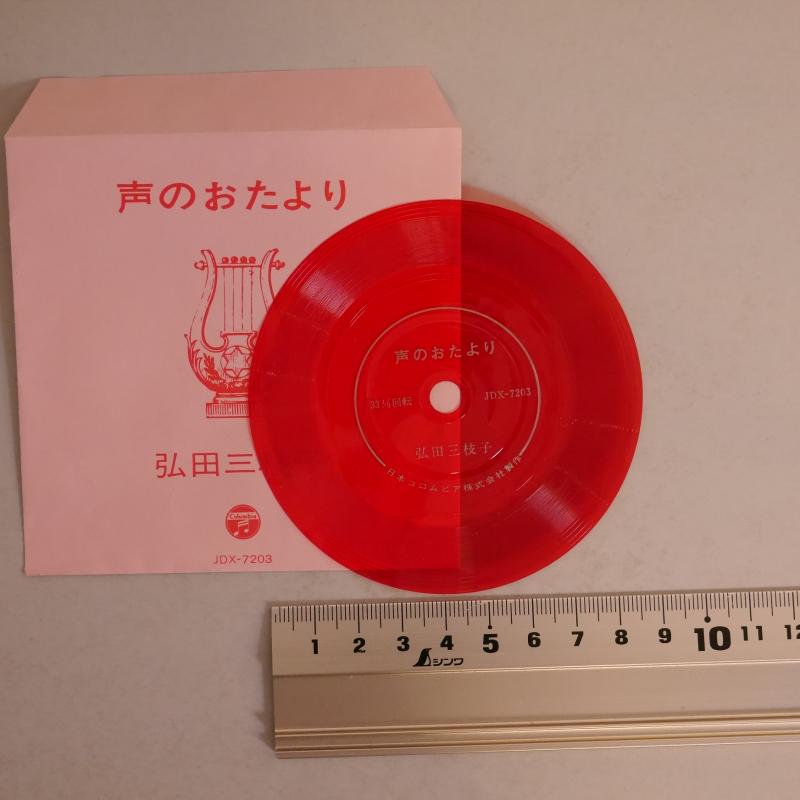 声のおたより
弘田三
Columbia
JDX-7203
声のおたより
33 1/3回転
JDX-7203
弘田三枝子
日本コロムビア株式会社製作
1 2 3 4 5 6 7 8 9 10 11 12
シンワ